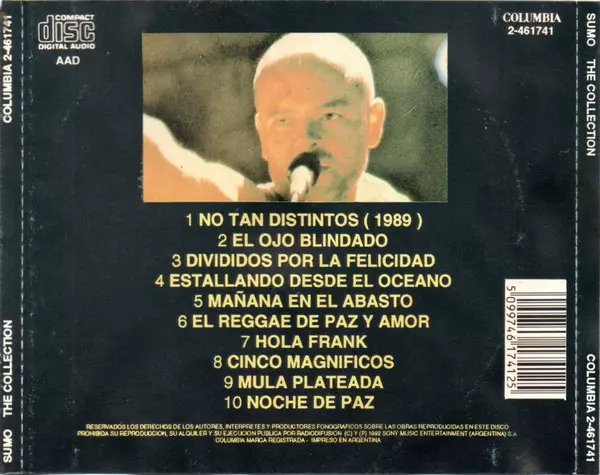 COMPACT
disc
DIGITAL AUDIO
AAD
COLUMBIA
2-461741
COLUMBIA 2-461741
SUMO THE COLLECTION
SUMO THE COLLECTION
COLUMBIA 2-461741
1 NO TAN DISTINTOS ( 1989 )
2 EL OJO BLINDADO
3 DIVIDIDOS POR LA FELICIDAD
4 ESTALLANDO DESDE EL OCEANO
5 MAÑANA EN EL ABASTO
6 EL REGGAE DE PAZ Y AMOR
7 HOLA FRANK
8 CINCO MAGNIFICOS
9 MULA PLATEADA
10 NOCHE DE PAZ
5 099746 174125
RESERVADOS LOS DERECHOS DE LOS AUTORES, INTERPRETES Y PRODUCTORES FONOGRAFICOS SOBRE LAS OBRAS REPRODUCIDAS EN ESTE DISCO
PROHIBIDA SU REPRODUCCION, SU ALQUILER Y SU EJECUCION PUBLICA POR RADIODIFUSION (C) Y (P) 1992 SONY MUSIC ENTERTAINMENT (ARGENTINA) S.A
COLUMBIA MARCA REGISTRADA - IMPRESO EN ARGENTINA